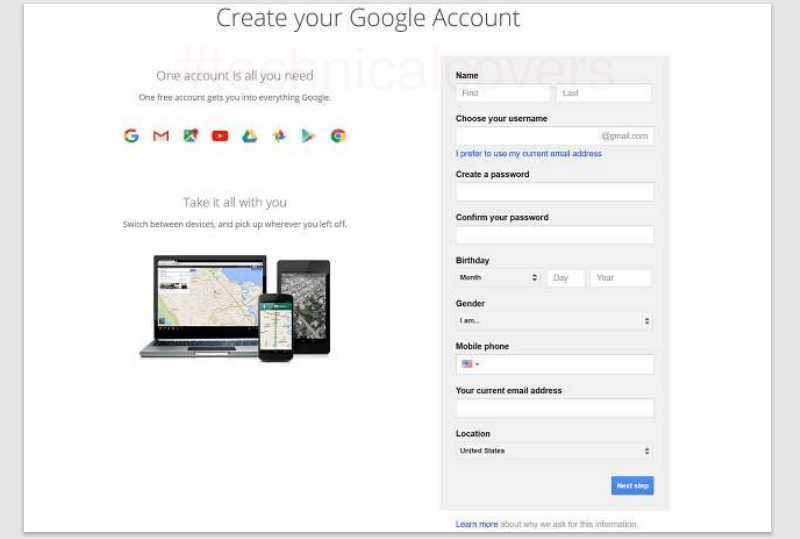 Create your Google Account
#technicalcovers
One account is all you need
One free account gets you into everything Google.
Take it all with you
Switch between devices, and pick up wherever you left off.
Name
First Last
Choose your username
@gmail.com
I prefer to use my current email address
Create a password
Confirm your password
Birthday
Month Day Year
Gender
I am...
Mobile phone
Your current email address
Location
United States
Next step
Learn more about why we ask for this information.